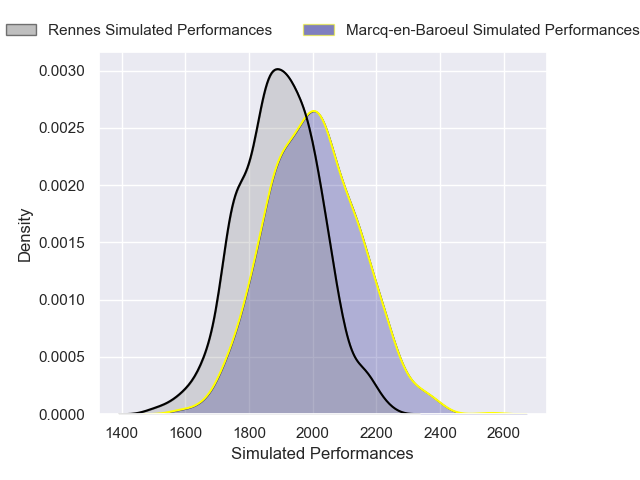 Rennes Simulated Performances
Marcq-en-Baroeul Simulated Performances
0.0030
0.0025
0.0020
0.0015
0.0010
0.0005
0.0000
Density
1400 1600 1800 2000 2200 2400 2600
Simulated Performances